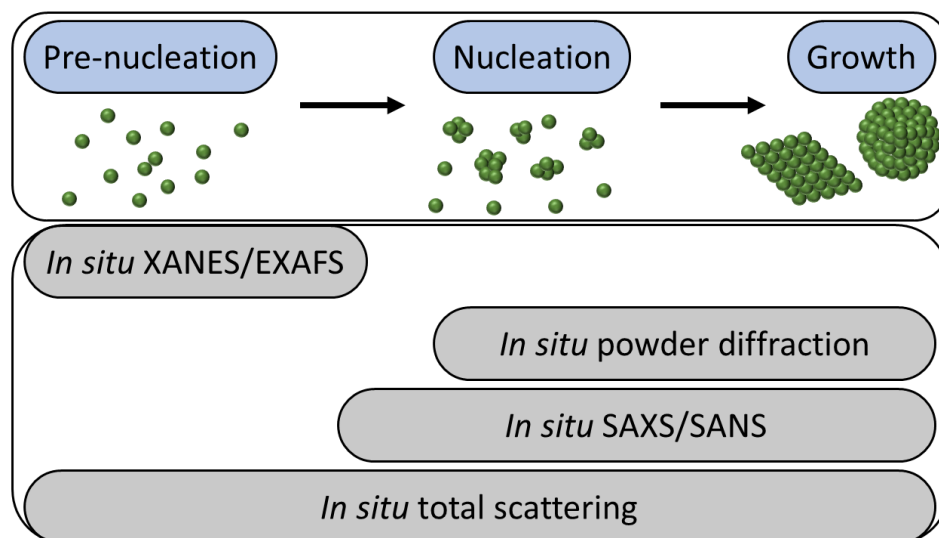 Pre-nucleation
Nucleation
Growth
In situ XANES/EXAFS
In situ powder diffraction
In situ SAXS/SANS
In situ total scattering